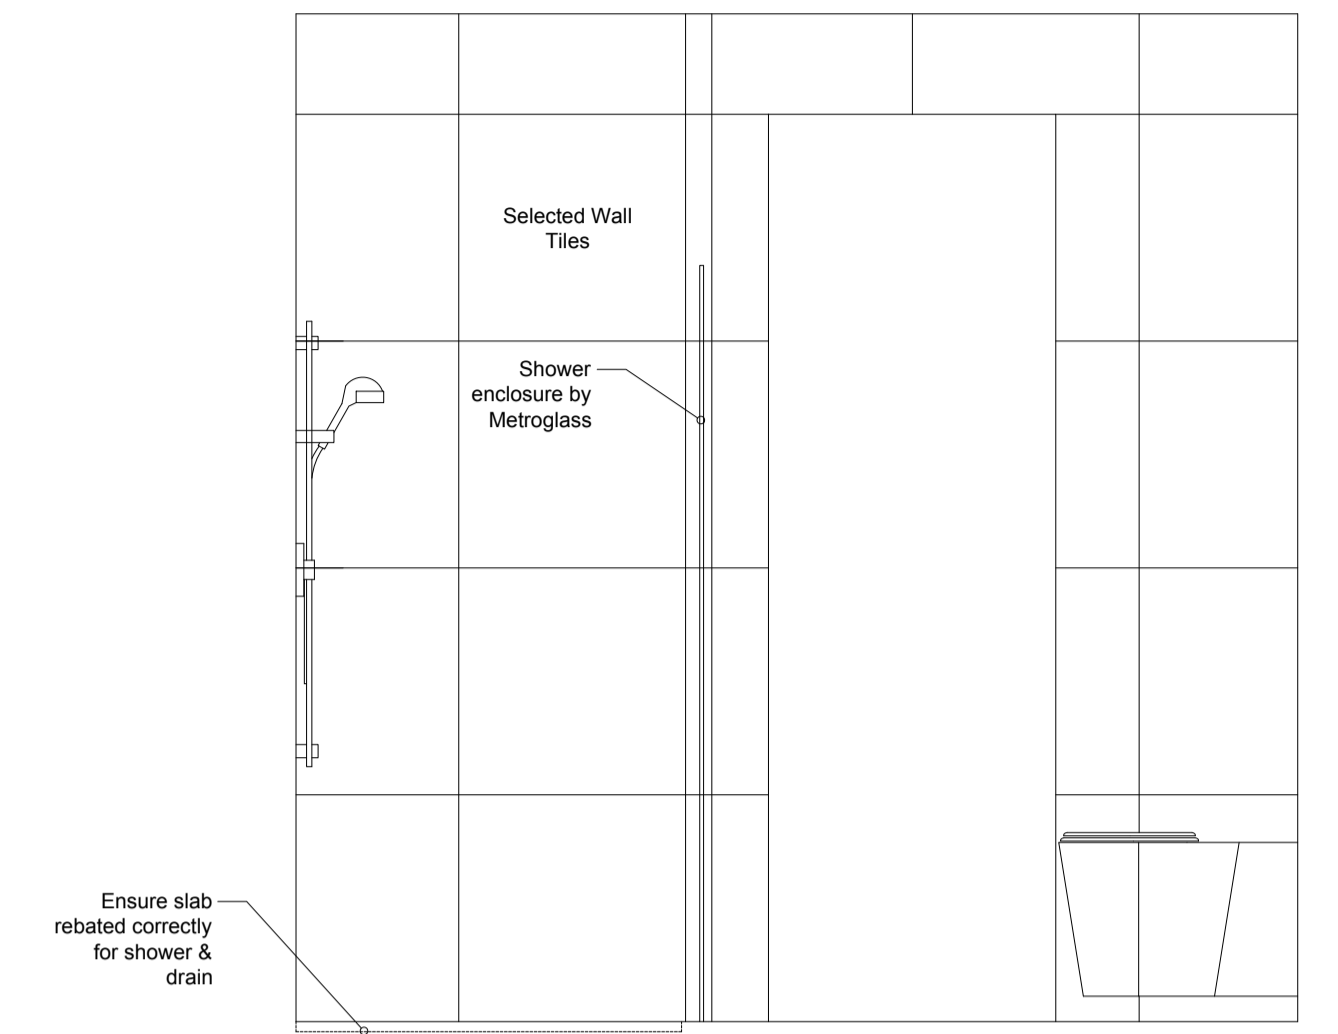 Selected Wall
Tiles
Shower
enclosure by
Metroglass
Ensure slab
rebated correctly
for shower &
drain